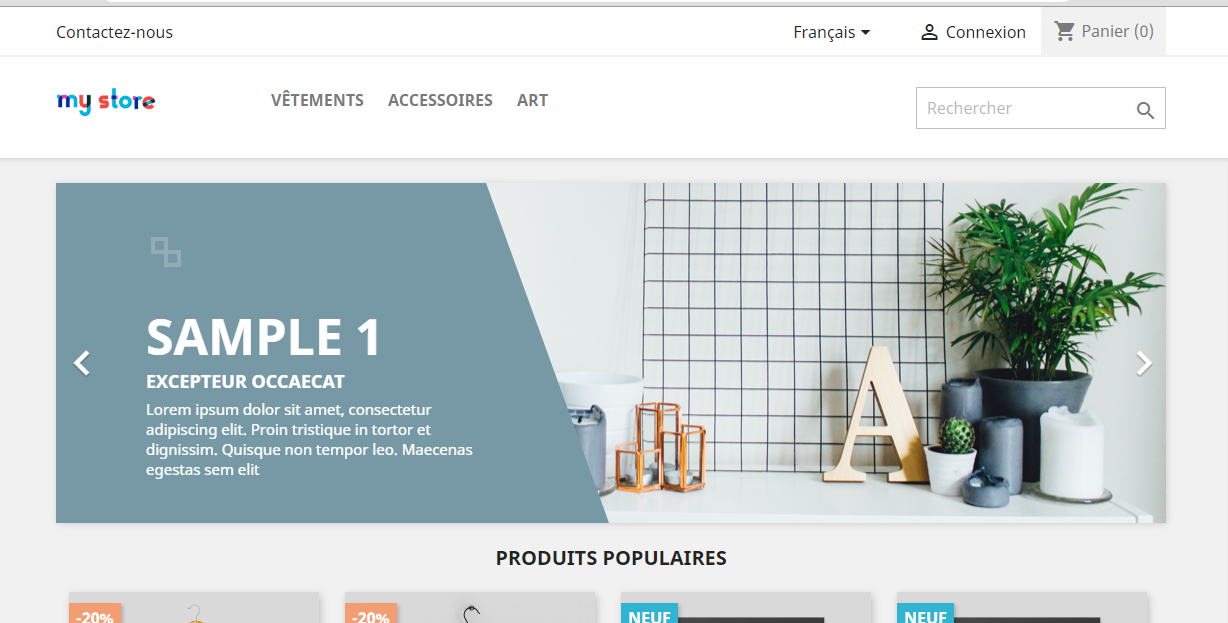 Contactez-nous
Français
Connexion
Panier (0)
my store
VÊTEMENTS
ACCESSOIRES
ART
Rechercher
SAMPLE 1
EXCEPTEUR OCCAECAT
Lorem ipsum dolor sit amet, consectetur
adipiscing elit. Proin tristique in tortor et
dignissim. Quisque non tempor leo. Maecenas
egestas sem elit
A
PRODUITS POPULAIRES
-20%
-20%
NEUF
NEUF